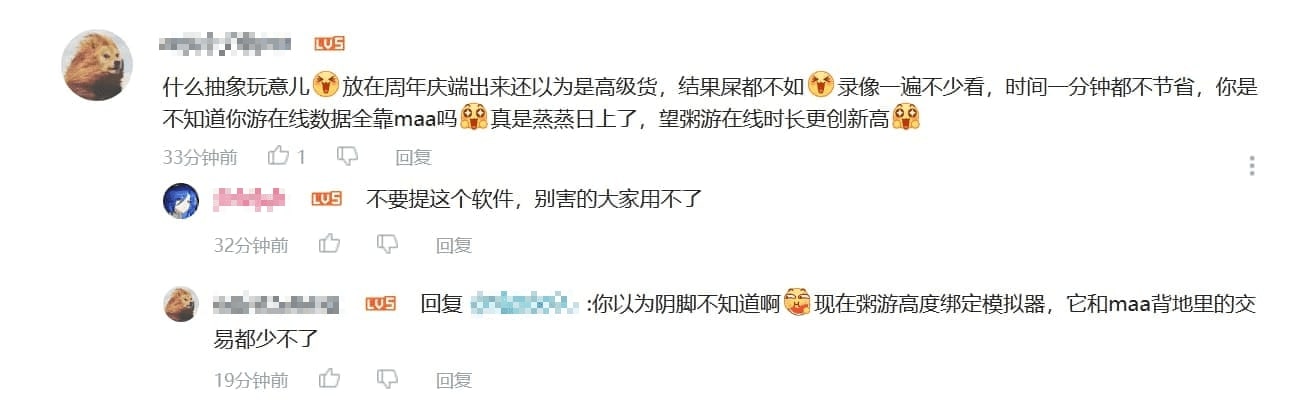 LV5
什么抽象玩意儿放在周年庆端出来还以为是高级货，结果屎都不如录像一遍不少看，时间一分钟都不节省，你是
不知道你游在线数据全靠maa吗真是蒸蒸日上了，望粥游在线时长更创新高
33分钟前 1 回复
LV5 不要提这个软件，别害的大家用不了
32分钟前 回复
LV5 回复 :你以为阴脚不知道啊现在粥游高度绑定模拟器，它和maa背地里的交
易都少不了
19分钟前 回复